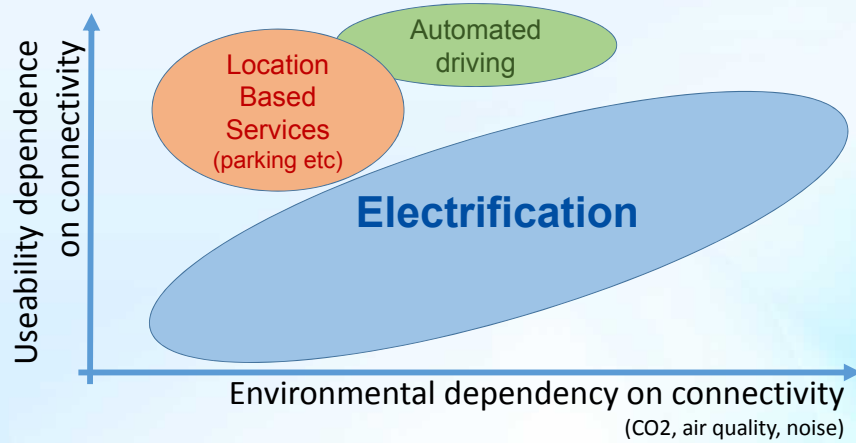 Useability dependence
on connectivity
Location
Based
Services
(parking etc)
Automated
driving
Electrification
Environmental dependency on connectivity
(CO2, air quality, noise)